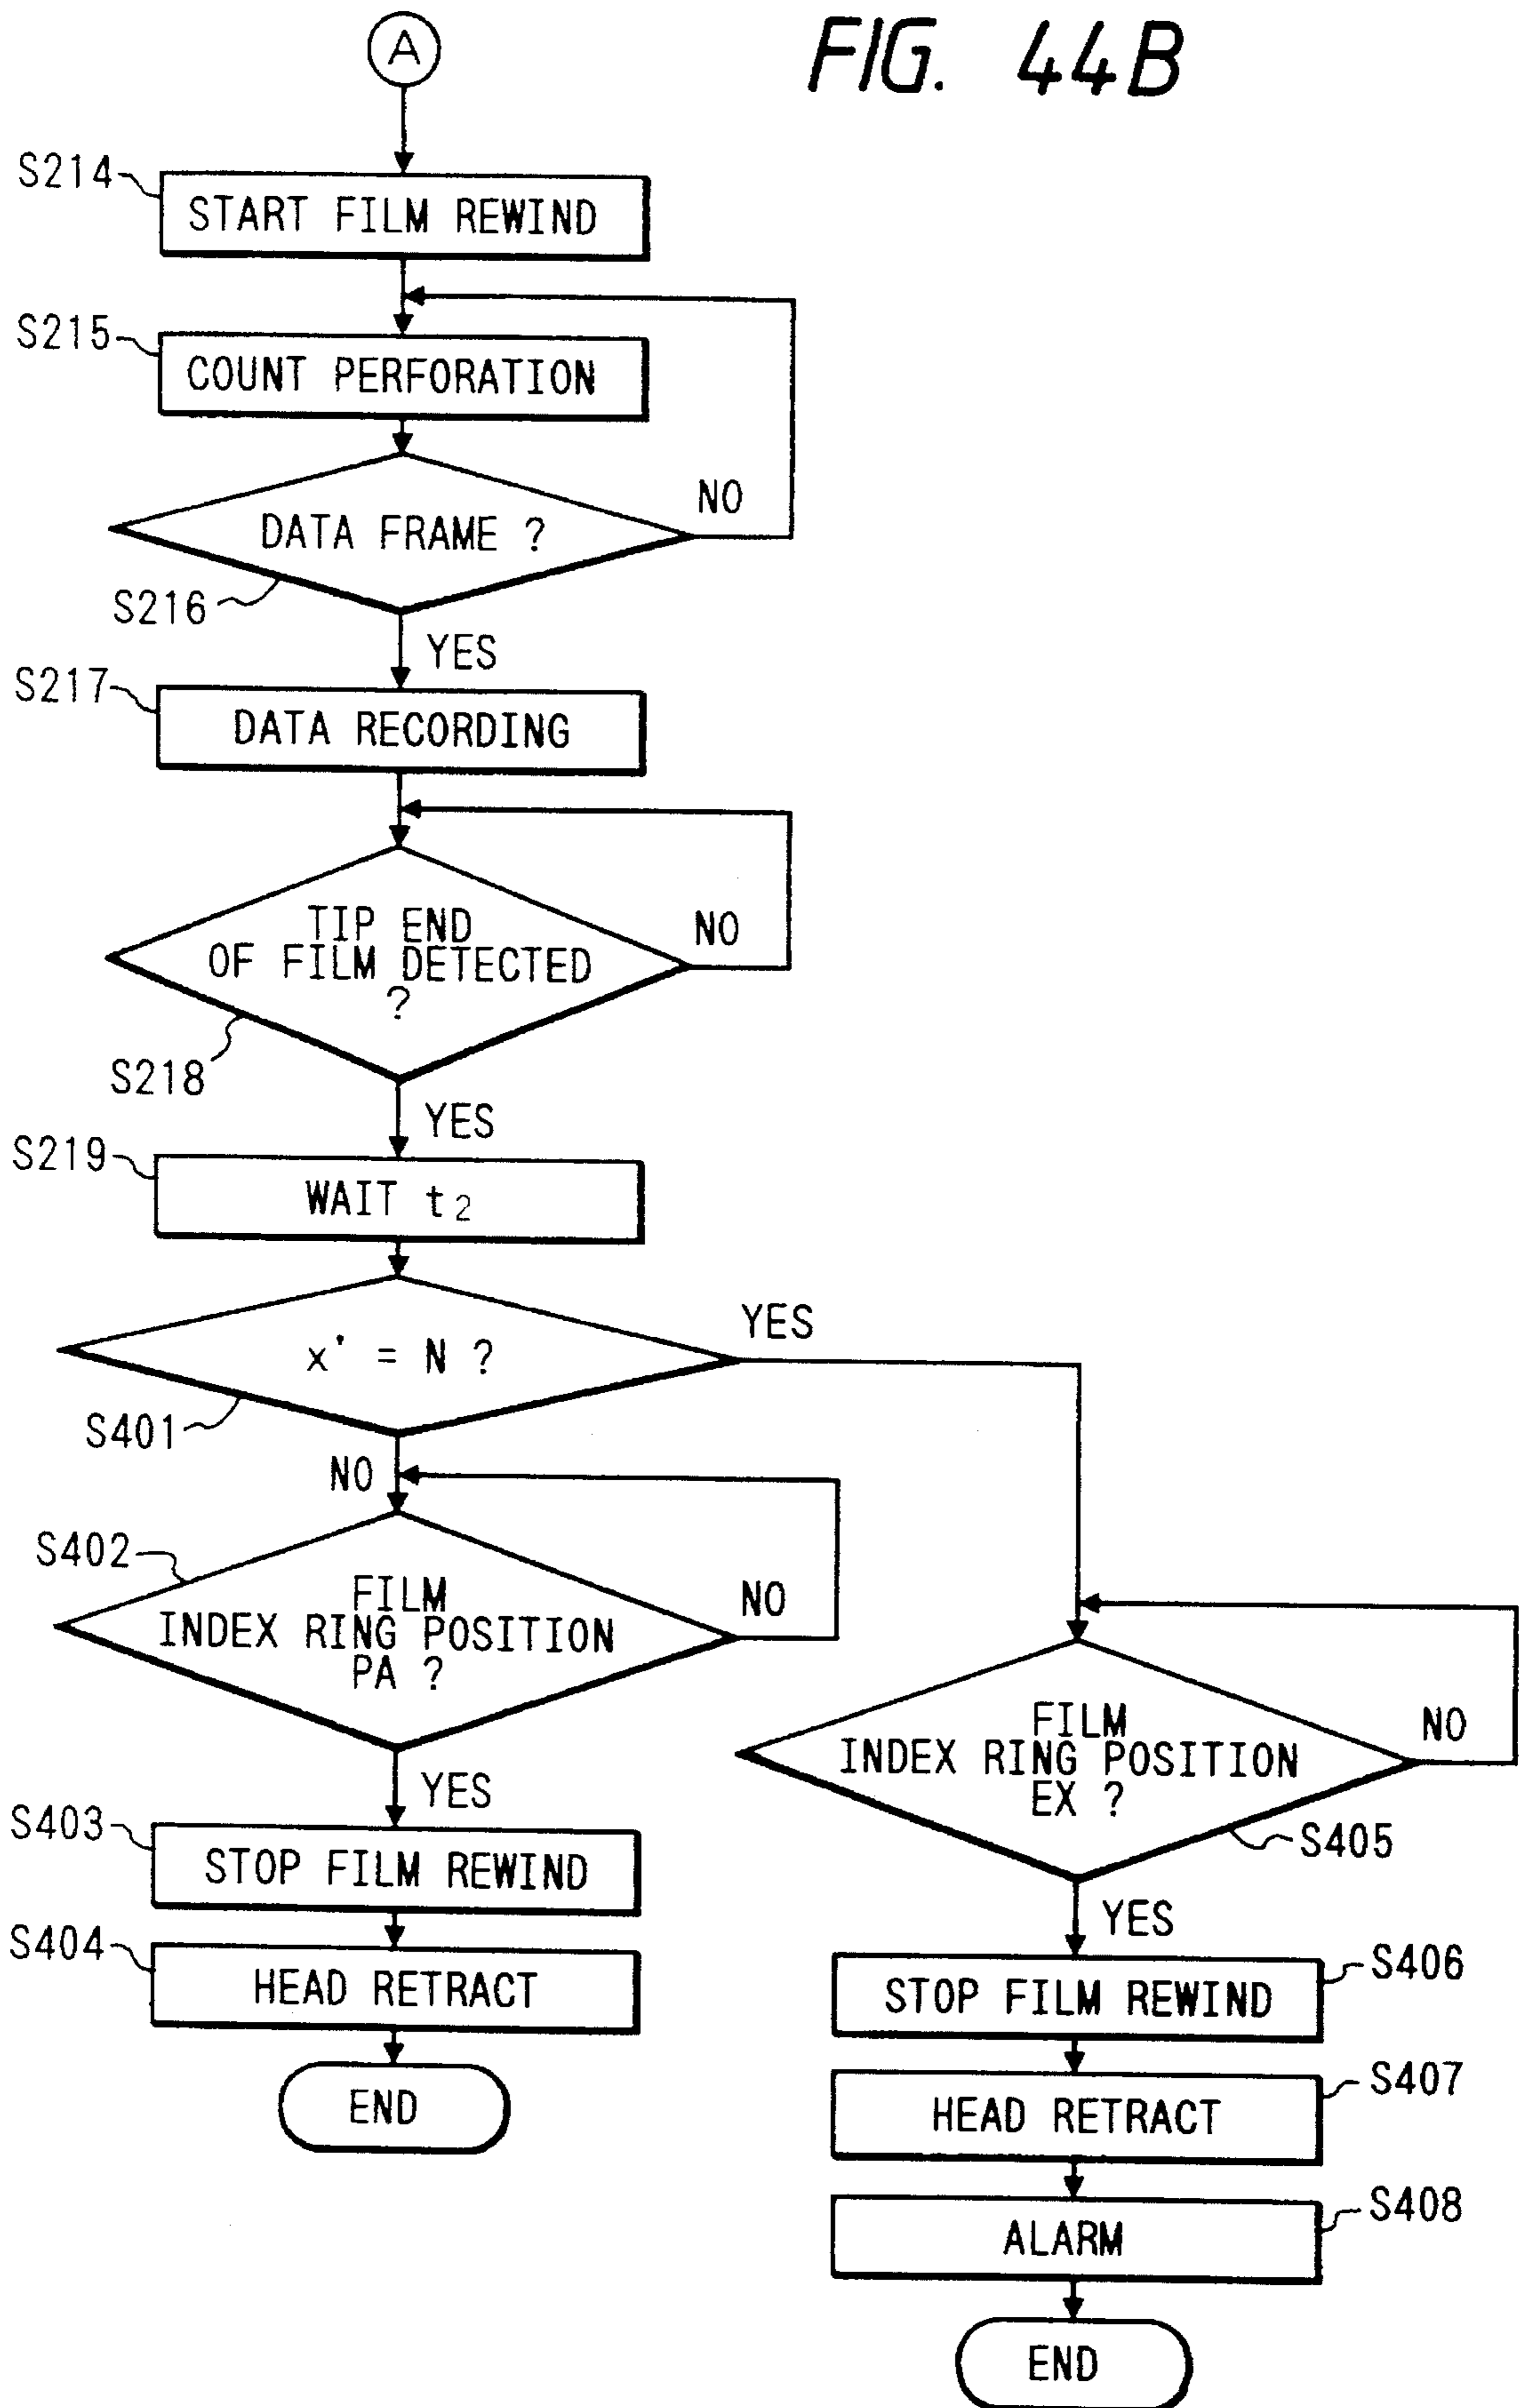 FIG. 44B
A
S214
START FILM REWIND
S215
COUNT PERFORATION
DATA FRAME ?
NO
S216
YES
S217
DATA RECORDING
TIP END
OF FILM DETECTED
?
NO
S218
YES
S219
WAIT t2
x' = N ?
YES
S401
NO
S402
FILM
INDEX RING POSITION
PA ?
NO
YES
S403
STOP FILM REWIND
S404
HEAD RETRACT
END
FILM
INDEX RING POSITION
EX ?
NO
S405
YES
S406
STOP FILM REWIND
S407
HEAD RETRACT
S408
ALARM
END